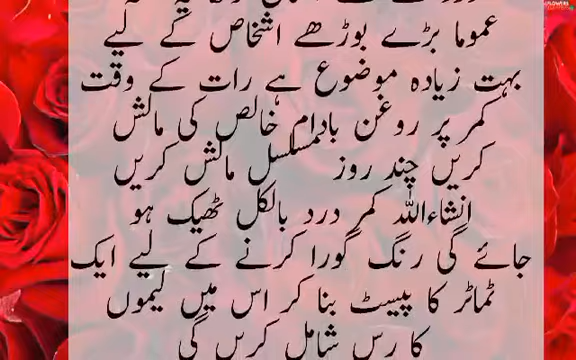 عموما بڑے بوڑھے اشخاص کے لیے
بہت زیادہ موضوع ہے رات کے وقت
کمر پر روغن بادام خالص کی مالش
کریں چند روز مسلسل مالش کریں
انشاءاللہ کمر درد بالکل ٹھیک ہو
جائے گی رنگ گورا کرنے کے لیے ایک
ٹماٹر کا پیسٹ بنا کر اس میں لیموں
کا رس شامل کریں گی